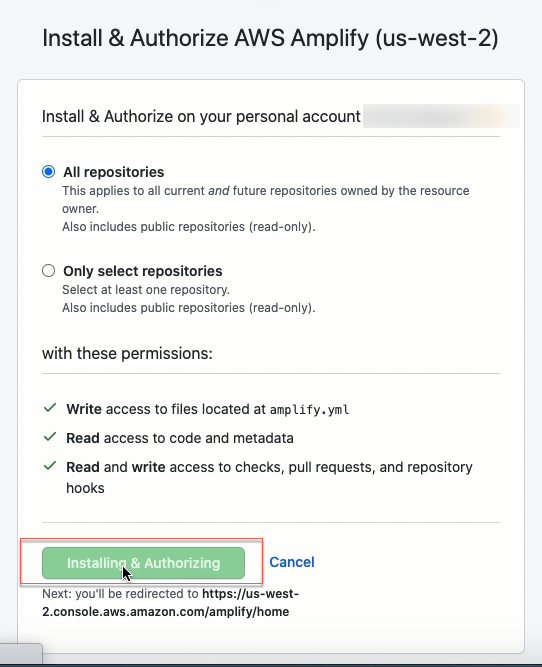 Install & Authorize AWS Amplify (us-west-2)
Install & Authorize on your personal account
All repositories
This applies to all current and future repositories owned by the resource
owner.
Also includes public repositories (read-only).
Only select repositories
Select at least one repository.
Also includes public repositories (read-only).
with these permissions:
Write access to files located at amplify.yml
Read access to code and metadata
Read and write access to checks, pull requests, and repository
hooks
Installing & Authorizing Cancel
Next: you'll be redirected to https://us-west-
2.console.aws.amazon.com/amplify/home